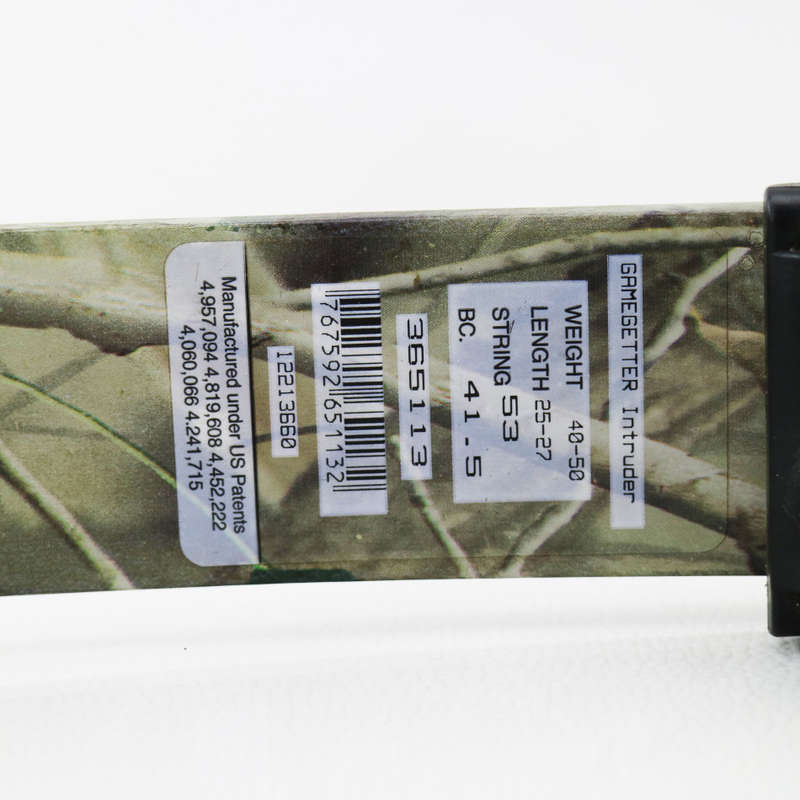 GAMEGETTER Intruder
WEIGHT 40-50
LENGTH 25-27
STRING 53
BC. 41.5
365113
767592651132
12213660
Manufactured under US Patents
4,957,094 4,819,608 4,452,222
4,060,066 4.241,715